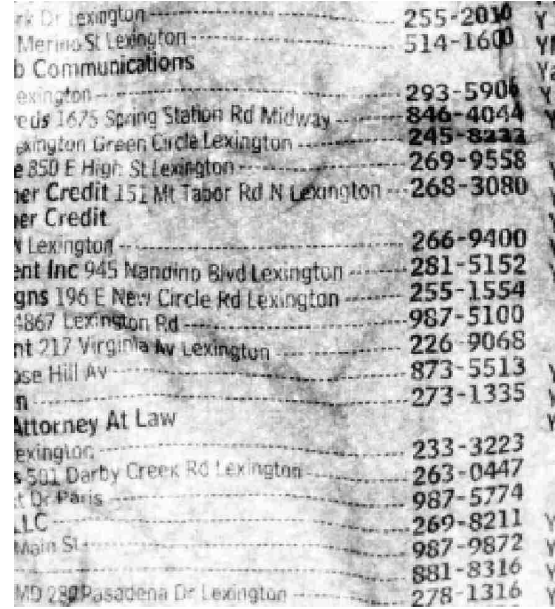 rk Dr Lexington 255-2010
Merino St Lexington 514-1600
b Communications
exington 293-5906
eds 1675 Spring Station Rd Midway 846-4044
exington Green Circle Lexington 245-8222
e 850 E High St Lexington 269-9558
er Credit 151 Mt Tabor Rd N Lexington 268-3080
er Credit
N Lexington 266-9400
ent Inc 945 Nandino Blvd Lexington 281-5152
gns 196 E New Circle Rd Lexington 255-1554
4867 Lexington Rd 987-5100
nt 217 Virginia Av Lexington 226-9068
ose Hill Av 873-5513
n 273-1335
Attorney At Law
exington 233-3223
s 501 Darby Creek Rd Lexington 263-0447
t Dr Paris 987-5774
LLC 269-8211
Main St 987-9872
881-8316
MD 280 Pasadena Dr Lexington 278-1316